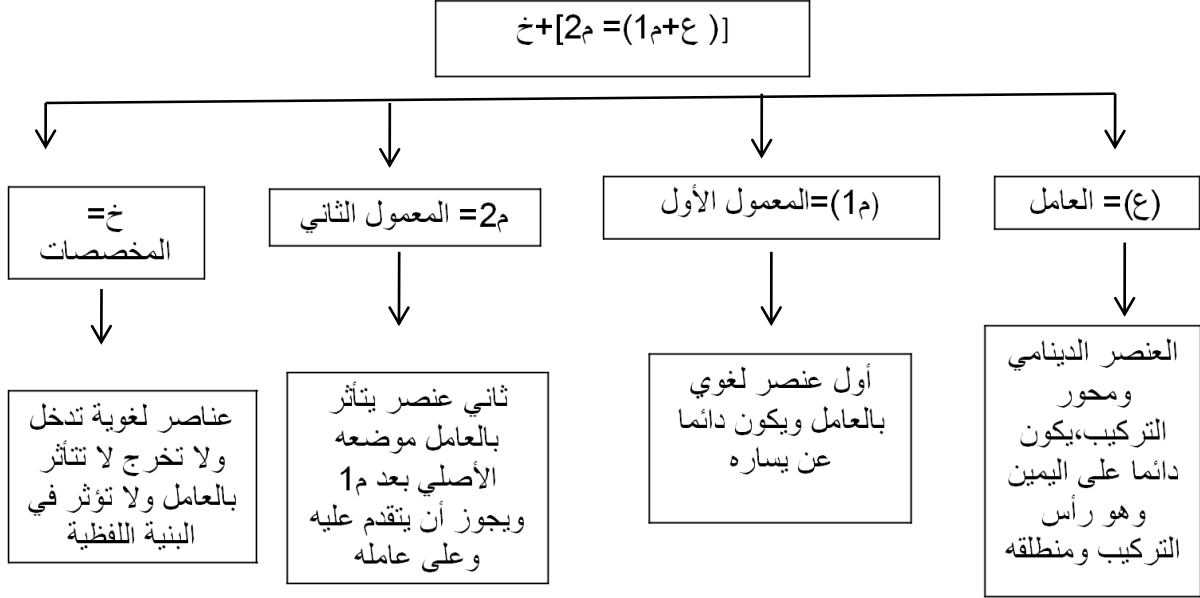 [( ع+م1)= م2]+خ
(ع)= العامل
(م1)=المعمول الأول
م2= المعمول الثاني
خ=
المخصصات
العنصر الدينامي
ومحور
التركيب،يكون
دائما على اليمين
وهو رأس
التركيب ومنطلقه
أول عنصر لغوي
بالعامل ويكون دائما
عن يساره
ثاني عنصر يتأثر
بالعامل موضعه
الأصلي بعد م1
ويجوز أن يتقدم عليه
وعلى عامله
عناصر لغوية تدخل
ولا تخرج لا تتأثر
بالعامل ولا تؤثر في
البنية اللفظية